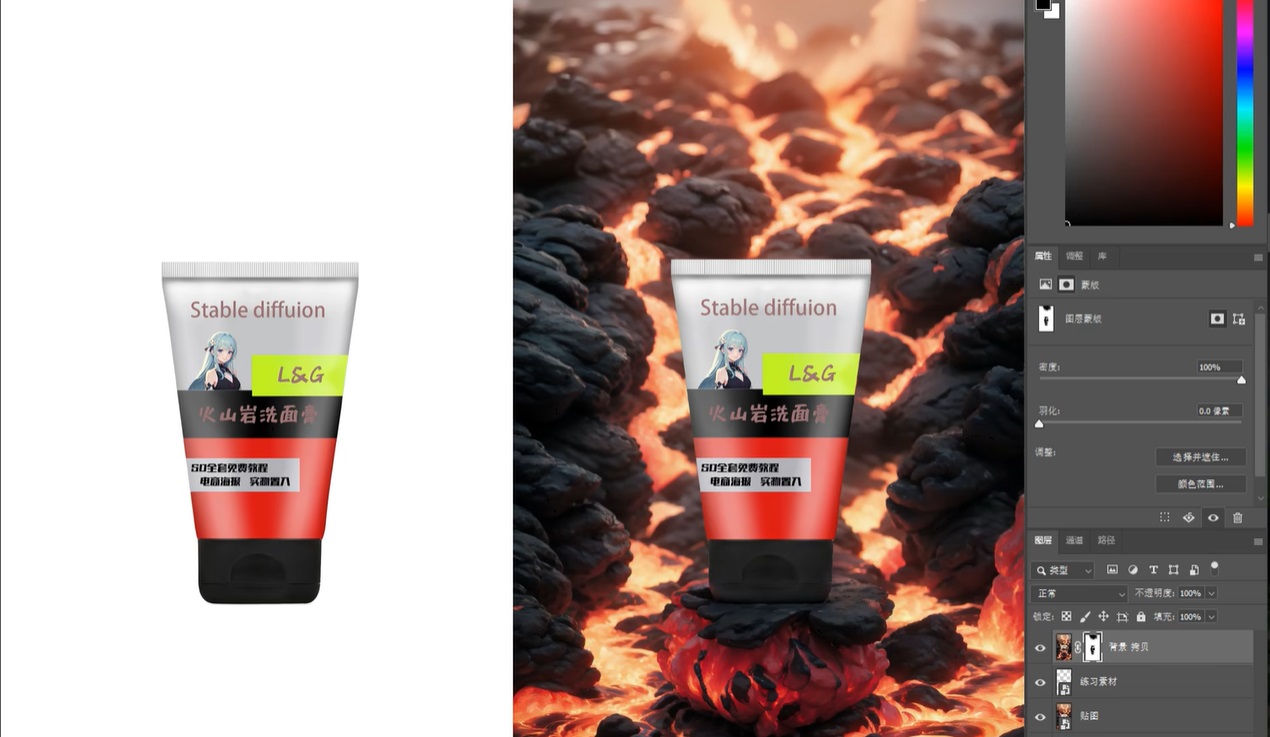 Stable diffuion
L&G
火山岩洗面膏
SD全套免费教程
电商海报 实物置入
Stable diffuion
L&G
火山岩洗面膏
SD全套免费教程
电商海报 实物置入
属性 调整 库
蒙版
图层蒙版
密度: 100%
羽化: 0.0 像素
调整:
选择并遮住...
颜色范围...
图层 通道 路径
类型
正常 不透明度: 100%
锁定: 填充: 100%
背景 拷贝
练习素材
贴图